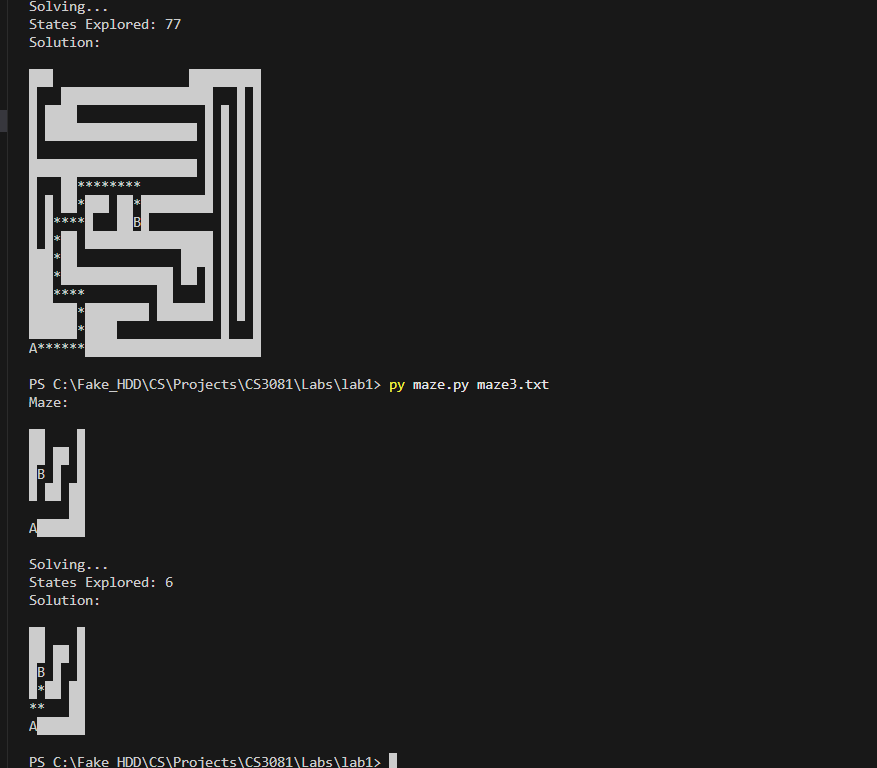 Solving...
States Explored: 77
Solution:
********
* *
**** B
*
*
*
****
*
*
A******
PS C:\Fake_HDD\CS\Projects\CS3081\Labs\lab1> py maze.py maze3.txt
Maze:
B
A
Solving...
States Explored: 6
Solution:
B
*
**
A
PS C:\Fake_HDD\CS\Projects\CS3081\Labs\lab1>